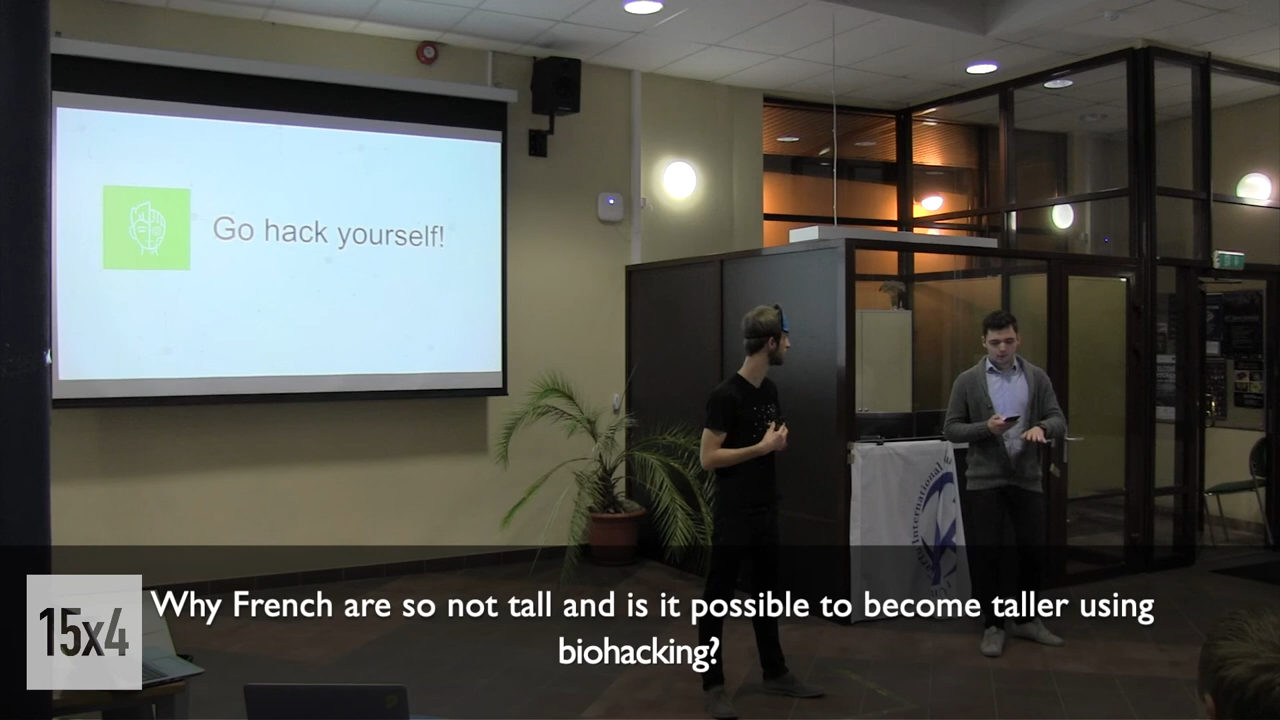 Go hack yourself!
International
15x4
Why French are so not tall and is it possible to become taller using
biohacking?